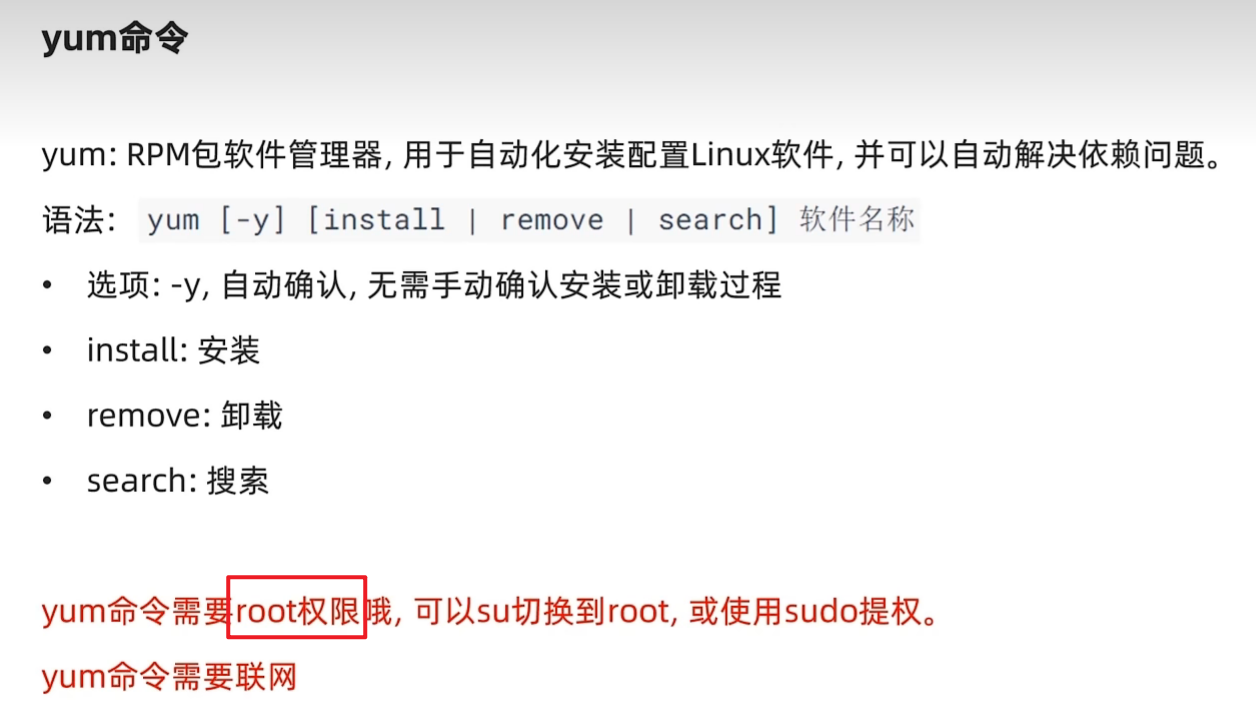 yum命令
yum: RPM包软件管理器, 用于自动化安装配置Linux软件, 并可以自动解决依赖问题。
语法: yum [-y] [install | remove | search] 软件名称
• 选项: -y, 自动确认, 无需手动确认安装或卸载过程
• install: 安装
• remove: 卸载
• search: 搜索
yum命令需要root权限哦, 可以su切换到root, 或使用sudo提权。
yum命令需要联网